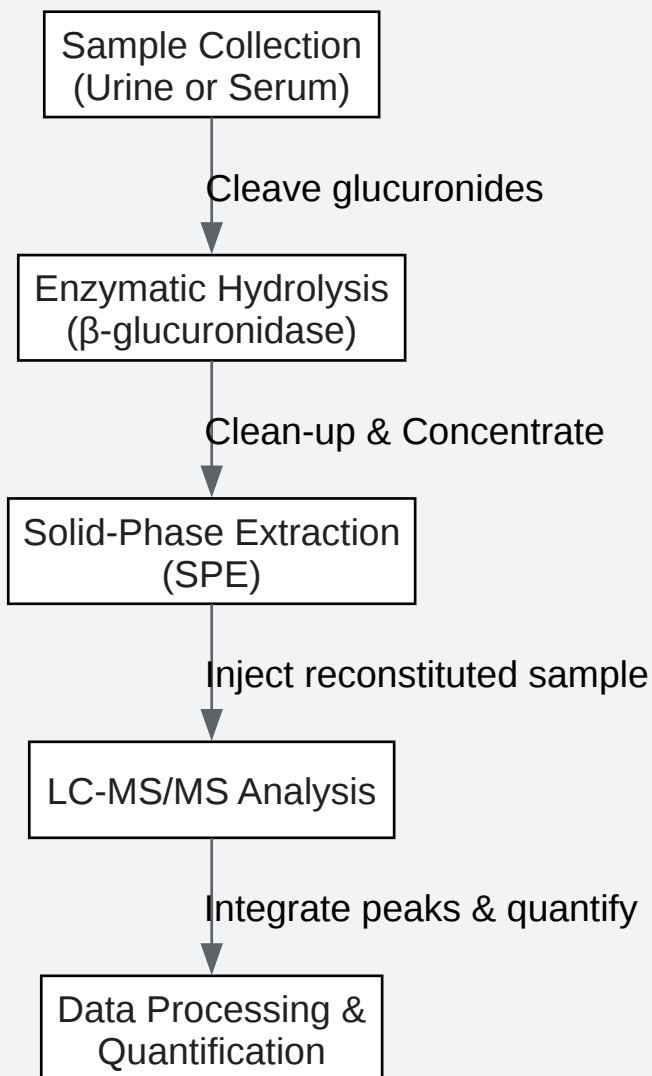 Sample Collection
(Urine or Serum)
Cleave glucuronides
Enzymatic Hydrolysis
(β-glucuronidase)
Clean-up & Concentrate
Solid-Phase Extraction
(SPE)
Inject reconstituted sample
LC-MS/MS Analysis
Integrate peaks & quantify
Data Processing &
Quantification